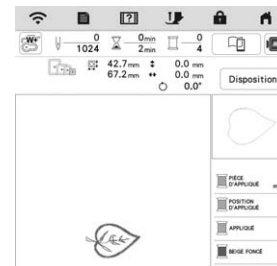 W+
0 0min 0
1024 2min 4
42.7mm 0.0 mm
67.2mm 0.0 mm
0.0°
Disposition
PIÈCE
D'APPLIQUÉ
POSITION
D'APPLIQUÉ
APPLIQUÉ
BEIGE FONCÉ